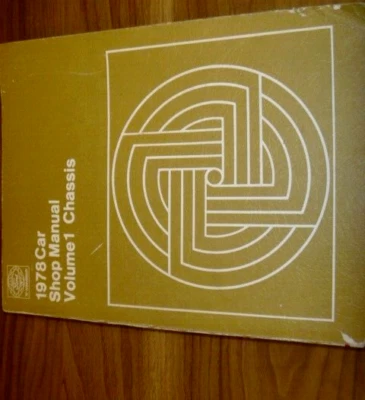 1978 Car
Shop Manual
Volume 1 Chassis